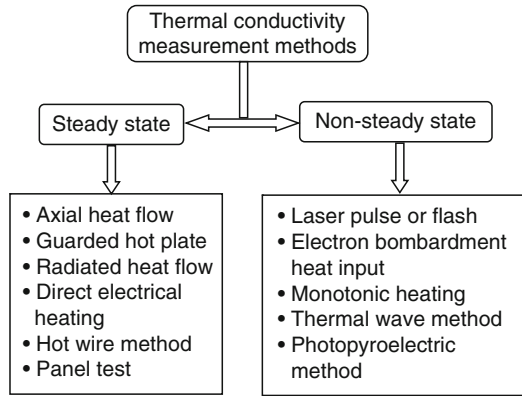 Thermal conductivity
measurement methods
Steady state
Non-steady state
• Axial heat flow
• Guarded hot plate
• Radiated heat flow
• Direct electrical
heating
• Hot wire method
• Panel test
• Laser pulse or flash
• Electron bombardment
heat input
• Monotonic heating
• Thermal wave method
• Photopyroelectric
method